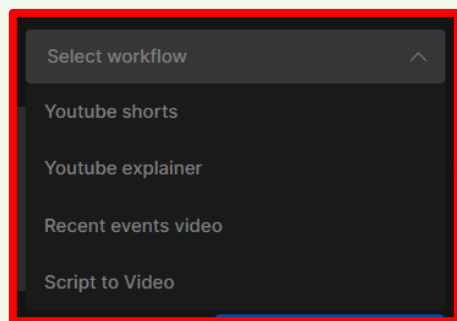 Select workflow
Youtube shorts
Youtube explainer
Recent events video
Script to Video